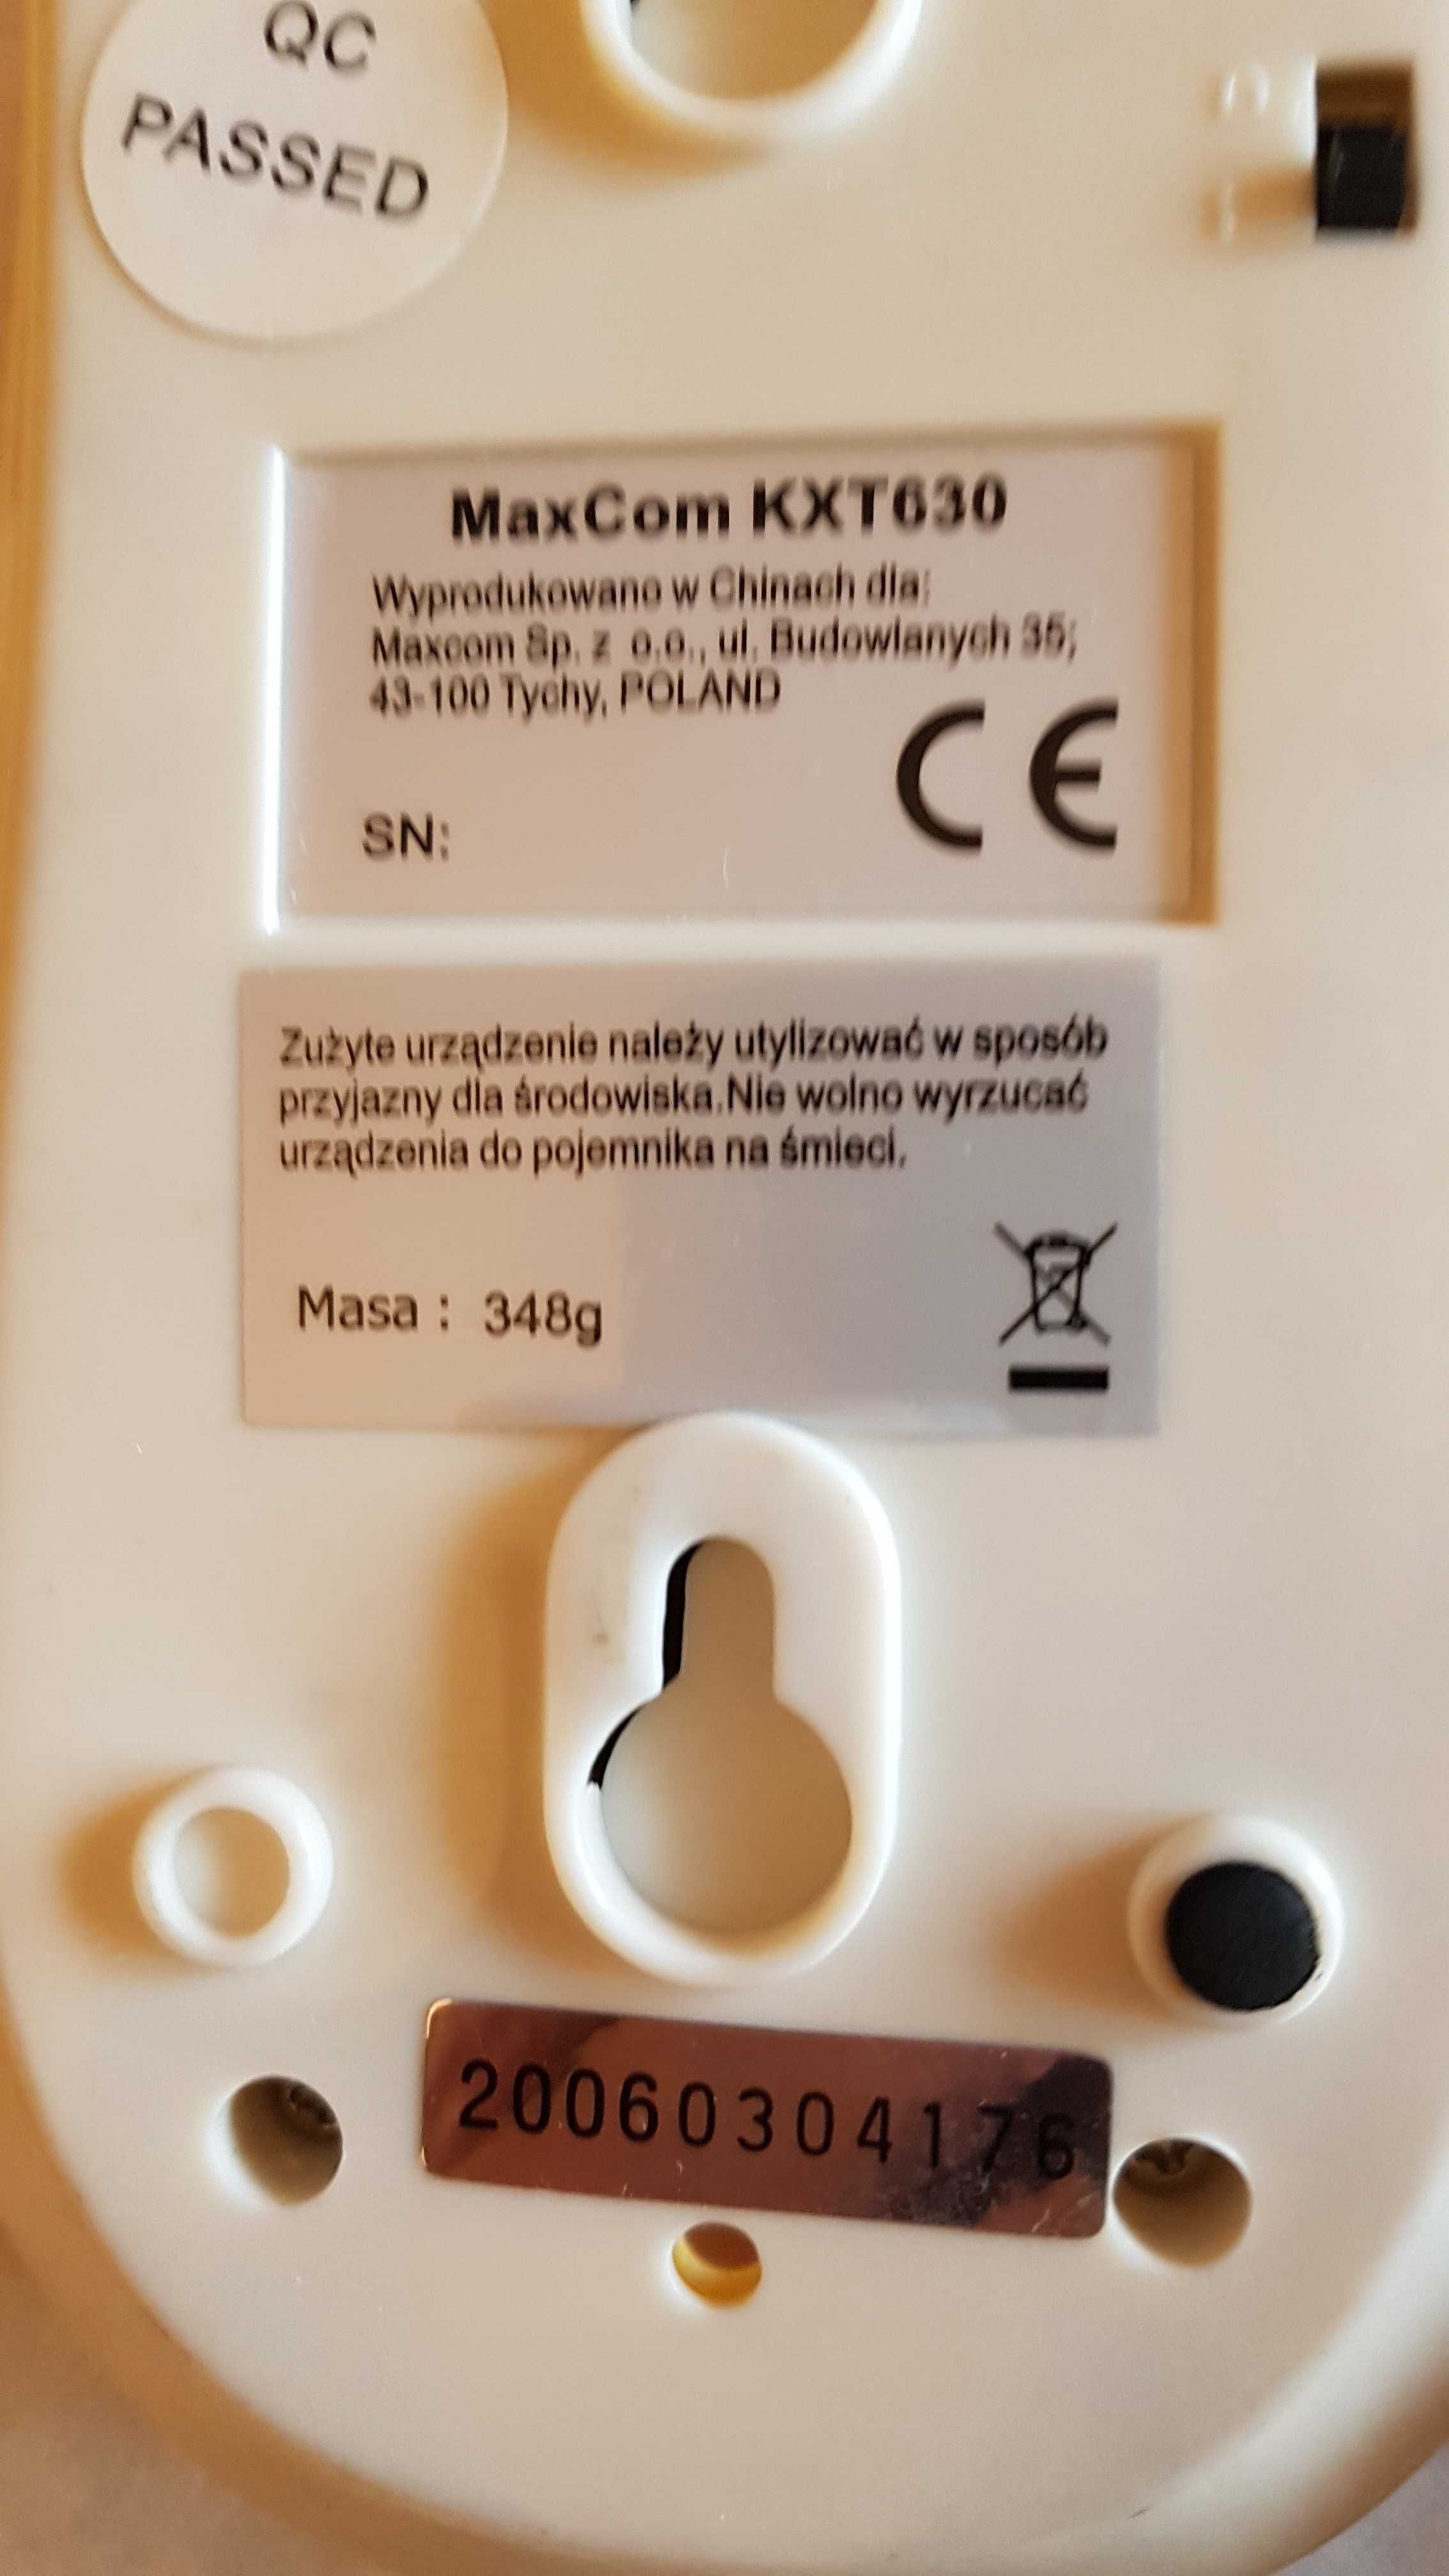 QC
PASSED
MaxCom KXT630
Wyprodukowano w Chinach dla:
Maxcom Sp. z o.o., ul. Budowlanych 35;
43-100 Tychy, POLAND
CE
SN:
Zużyte urządzenie należy utylizować w sposób
przyjazny dla środowiska.Nie wolno wyrzucać
urządzenia do pojemnika na śmieci.
Masa : 348g
20060304176